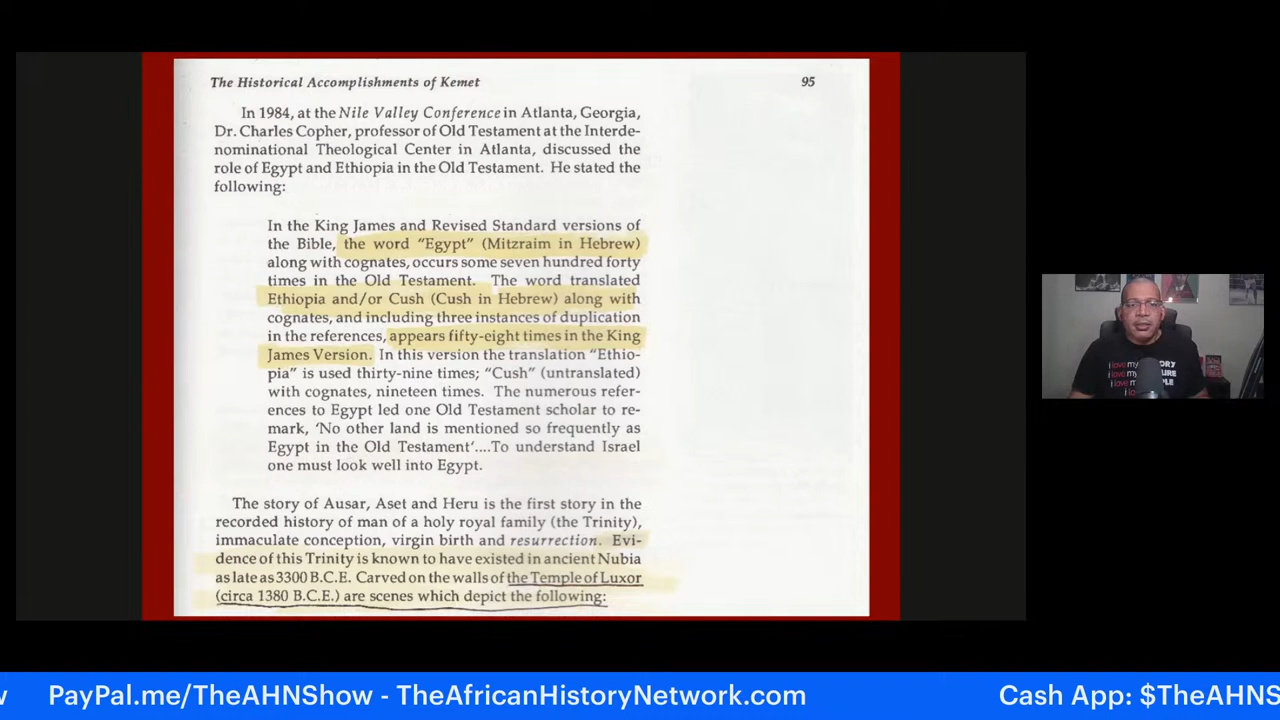 The Historical Accomplishments of Kemet 95
In 1984, at the Nile Valley Conference in Atlanta, Georgia,
Dr. Charles Copher, professor of Old Testament at the Interde-
nominational Theological Center in Atlanta, discussed the
role of Egypt and Ethiopia in the Old Testament. He stated the
following:
In the King James and Revised Standard versions of
the Bible, the word "Egypt" (Mitzraim in Hebrew)
along with cognates, occurs some seven hundred forty
times in the Old Testament. The word translated
Ethiopia and/or Cush (Cush in Hebrew) along with
cognates, and including three instances of duplication
in the references, appears fifty-eight times in the King
James Version. In this version the translation "Ethio-
pia" is used thirty-nine times; "Cush" (untranslated)
with cognates, nineteen times. The numerous refer-
ences to Egypt led one Old Testament scholar to re-
mark, 'No other land is mentioned so frequently as
Egypt in the Old Testament'....To understand Israel
one must look well into Egypt.
The story of Ausar, Aset and Heru is the first story in the
recorded history of man of a holy royal family (the Trinity),
immaculate conception, virgin birth and resurrection. Evi-
dence of this Trinity is known to have existed in ancient Nubia
as late as 3300 B.C.E. Carved on the walls of the Temple of Luxor
(circa 1380 B.C.E.) are scenes which depict the following:
i love my
i love my
i love my
PayPal.me/TheAHNShow - TheAfricanHistoryNetwork.com
Cash App: $TheAHNS